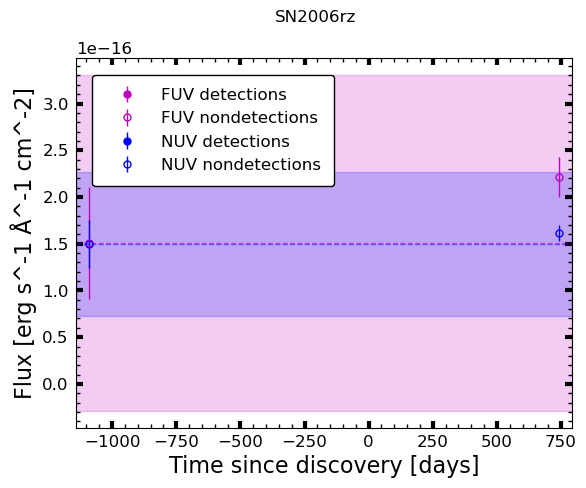 SN2006rz
1e−16
FUV detections
FUV nondetections
NUV detections
NUV nondetections
3.0
2.5
2.0
1.5
1.0
0.5
0.0
Flux [erg s^-1 Å^-1 cm^-2]
−1000 −750 −500 −250 0 250 500 750
Time since discovery [days]